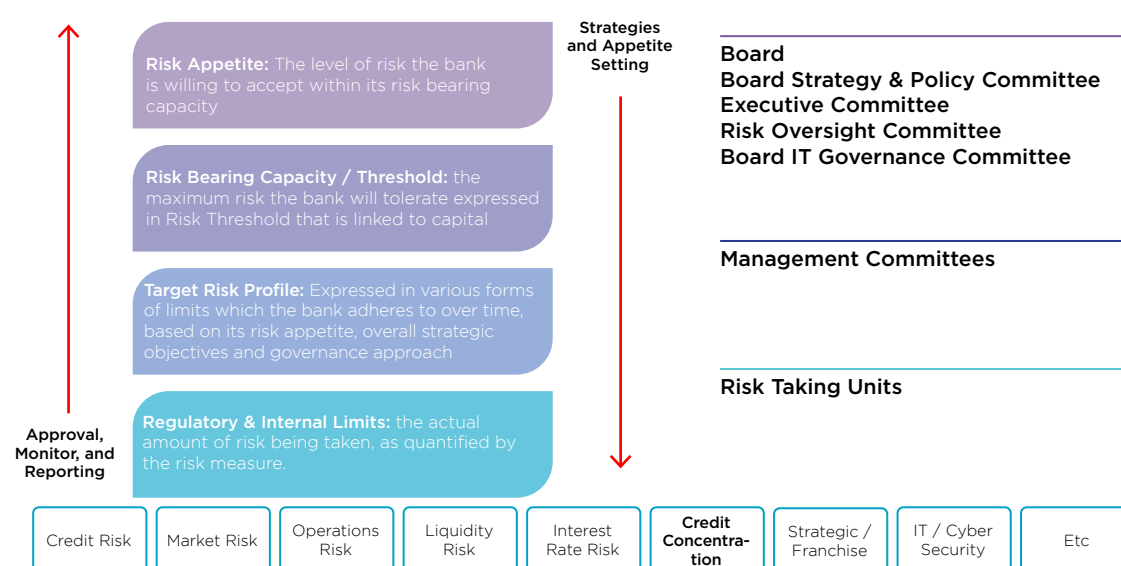 Risk Appetite: The level of risk the bank
is willing to accept within its risk bearing
capacity
Risk Bearing Capacity / Threshold: the
maximum risk the bank will tolerate expressed
in Risk Threshold that is linked to capital
Target Risk Profile: Expressed in various forms
of limits which the bank adheres to over time,
based on its risk appetite, overall strategic
objectives and governance approach
Regulatory & Internal Limits: the actual
amount of risk being taken, as quantified by
the risk measure.
Approval,
Monitor, and
Reporting
Strategies
and Appetite
Setting
Board
Board Strategy & Policy Committee
Executive Committee
Risk Oversight Committee
Board IT Governance Committee
Management Committees
Risk Taking Units
Credit Risk
Market Risk
Operations
Risk
Liquidity
Risk
Interest
Rate Risk
Credit
Concentra-
tion
Strategic /
Franchise
IT / Cyber
Security
Etc